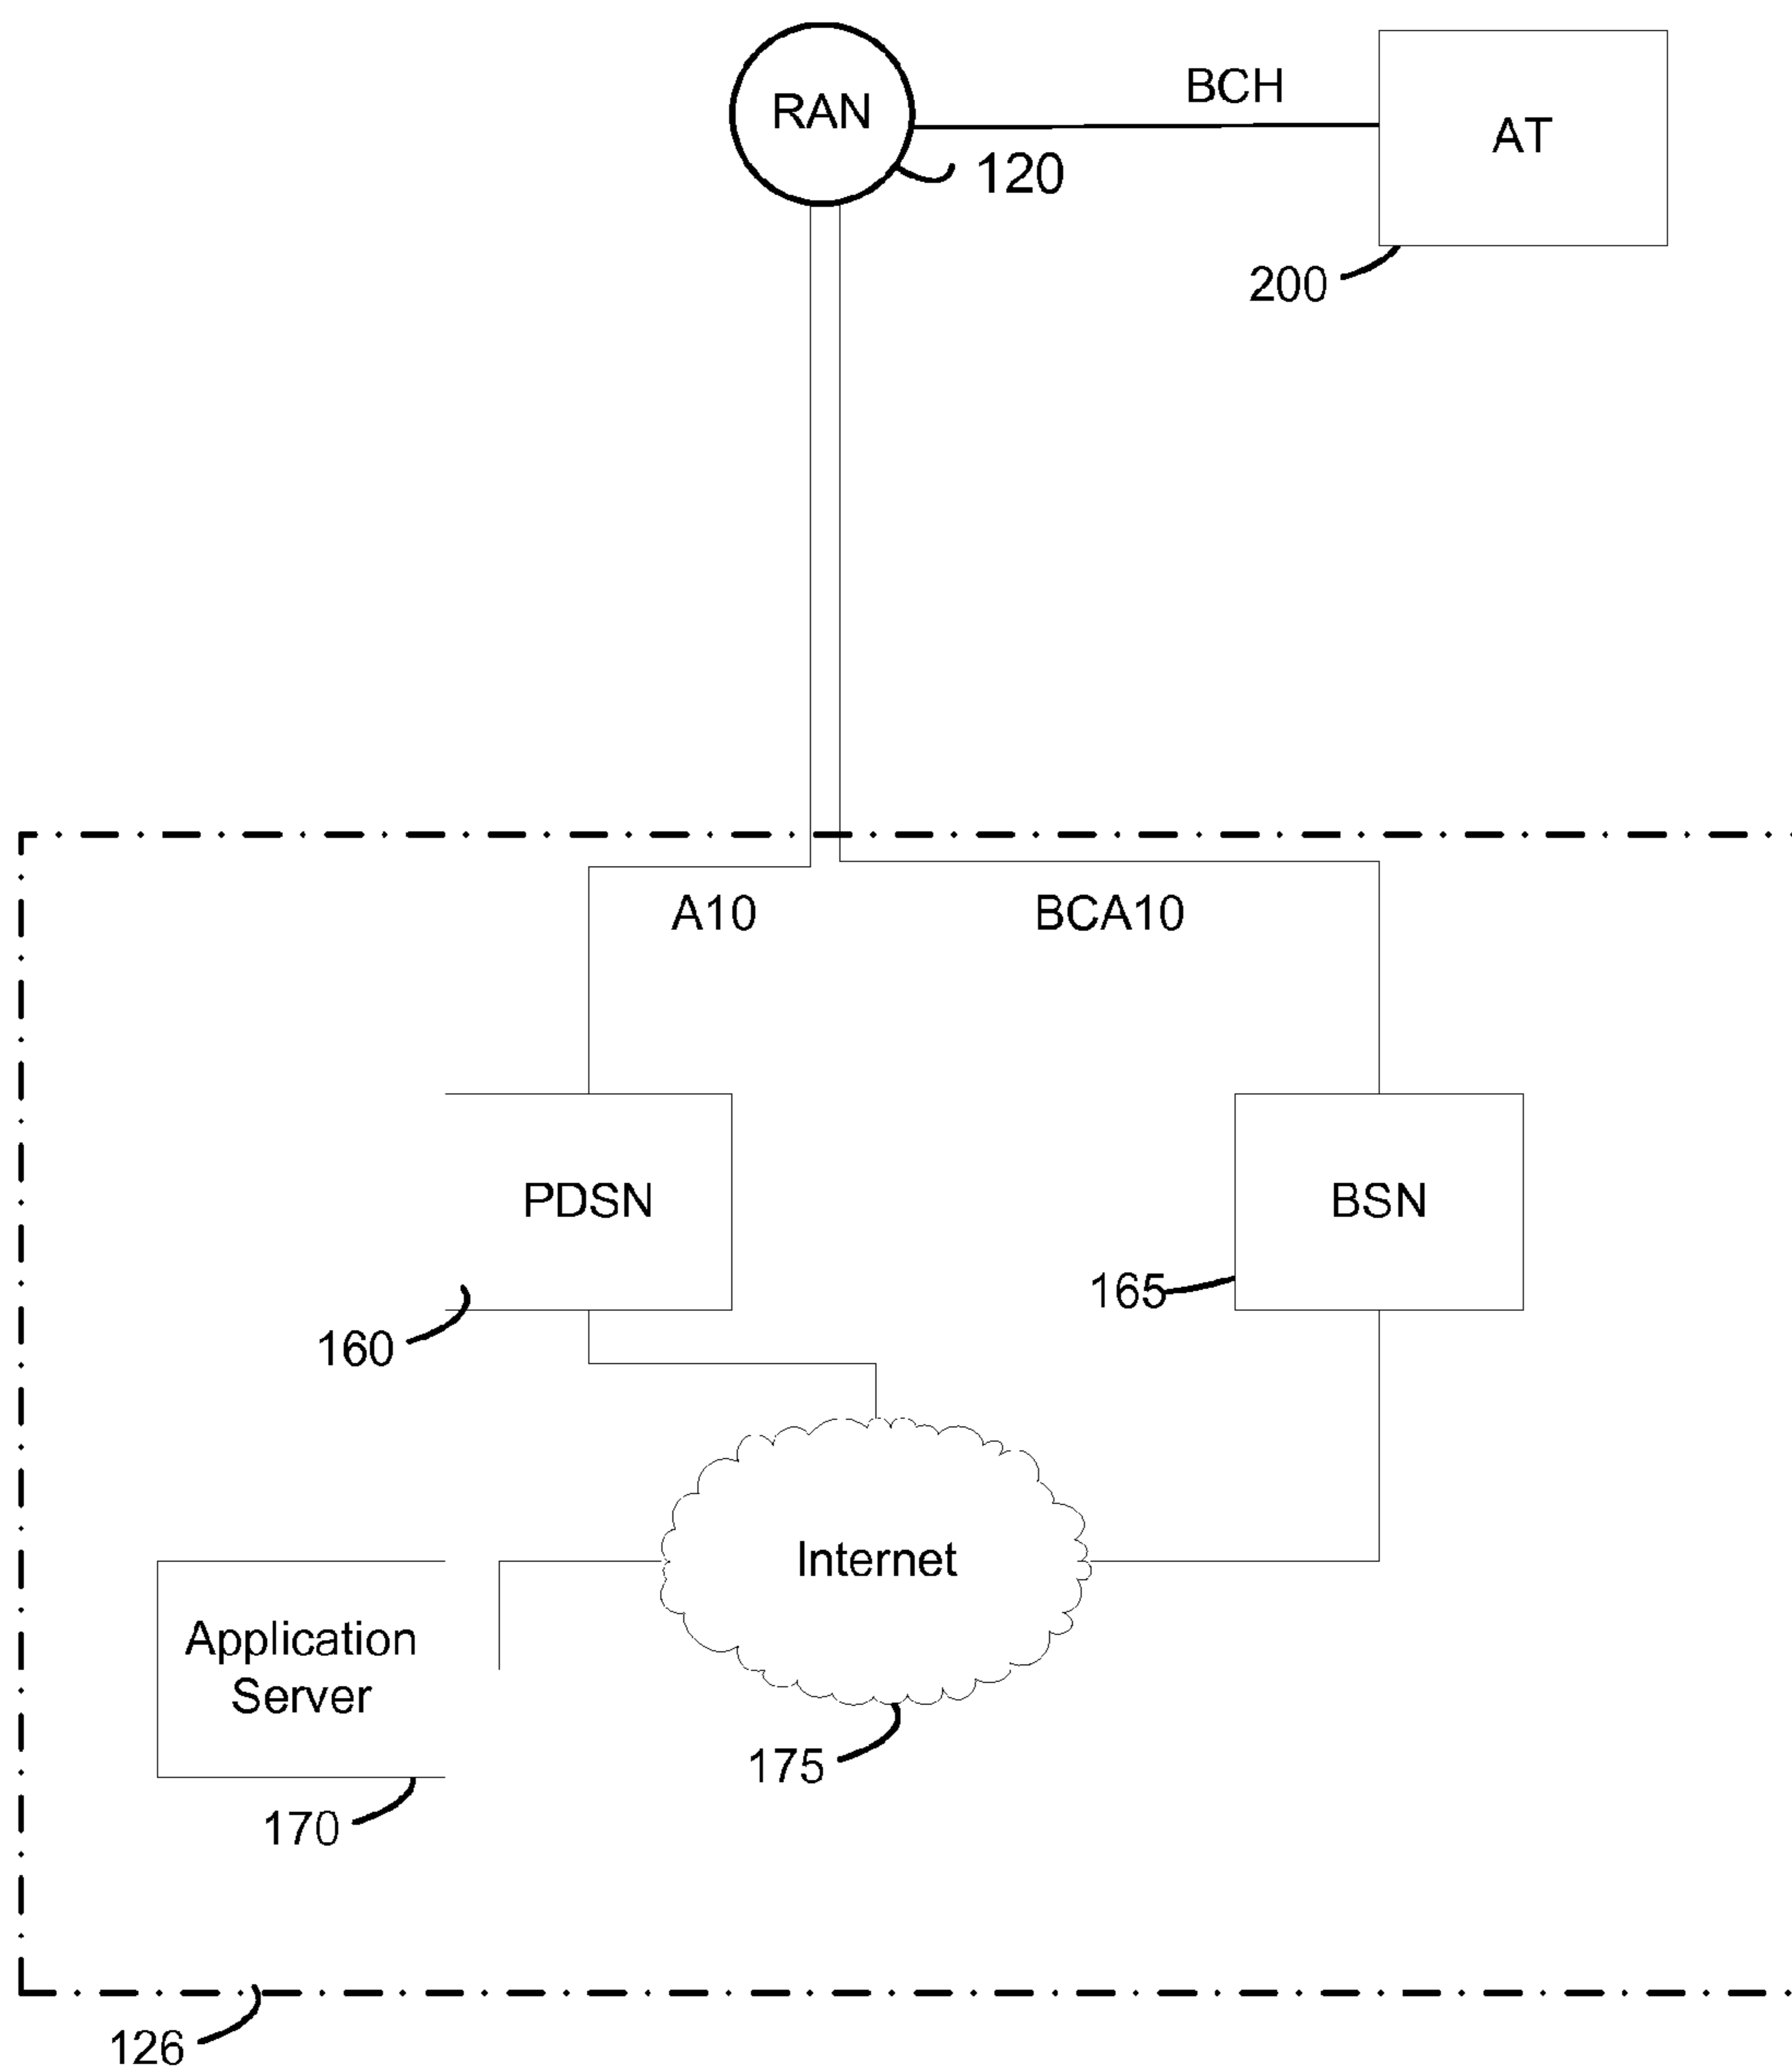 RAN
BCH
AT
120
200
A10
BCA10
PDSN
BSN
165
160
Internet
Application
Server
175
170
126